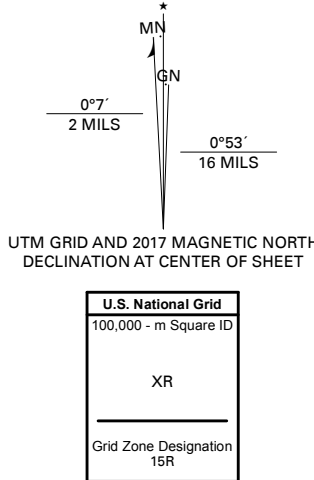 ★
MN
GN
0°7´
2 MILS
0°53´
16 MILS
UTM GRID AND 2017 MAGNETIC NORTH
DECLINATION AT CENTER OF SHEET
U.S. National Grid
100,000 - m Square ID
XR
Grid Zone Designation
15R